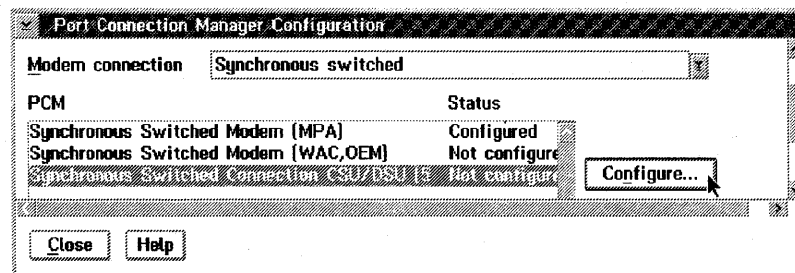 Port Connection Manager Configuration
Modem connection Synchronous switched
PCM Status
Synchronous Switched Modem (MPA) Configured
Synchronous Switched Modem (WAC,OEM) Not configure
Synchronous Switched Connection CSU/DSU (5 Not configure
Configure...
Close Help